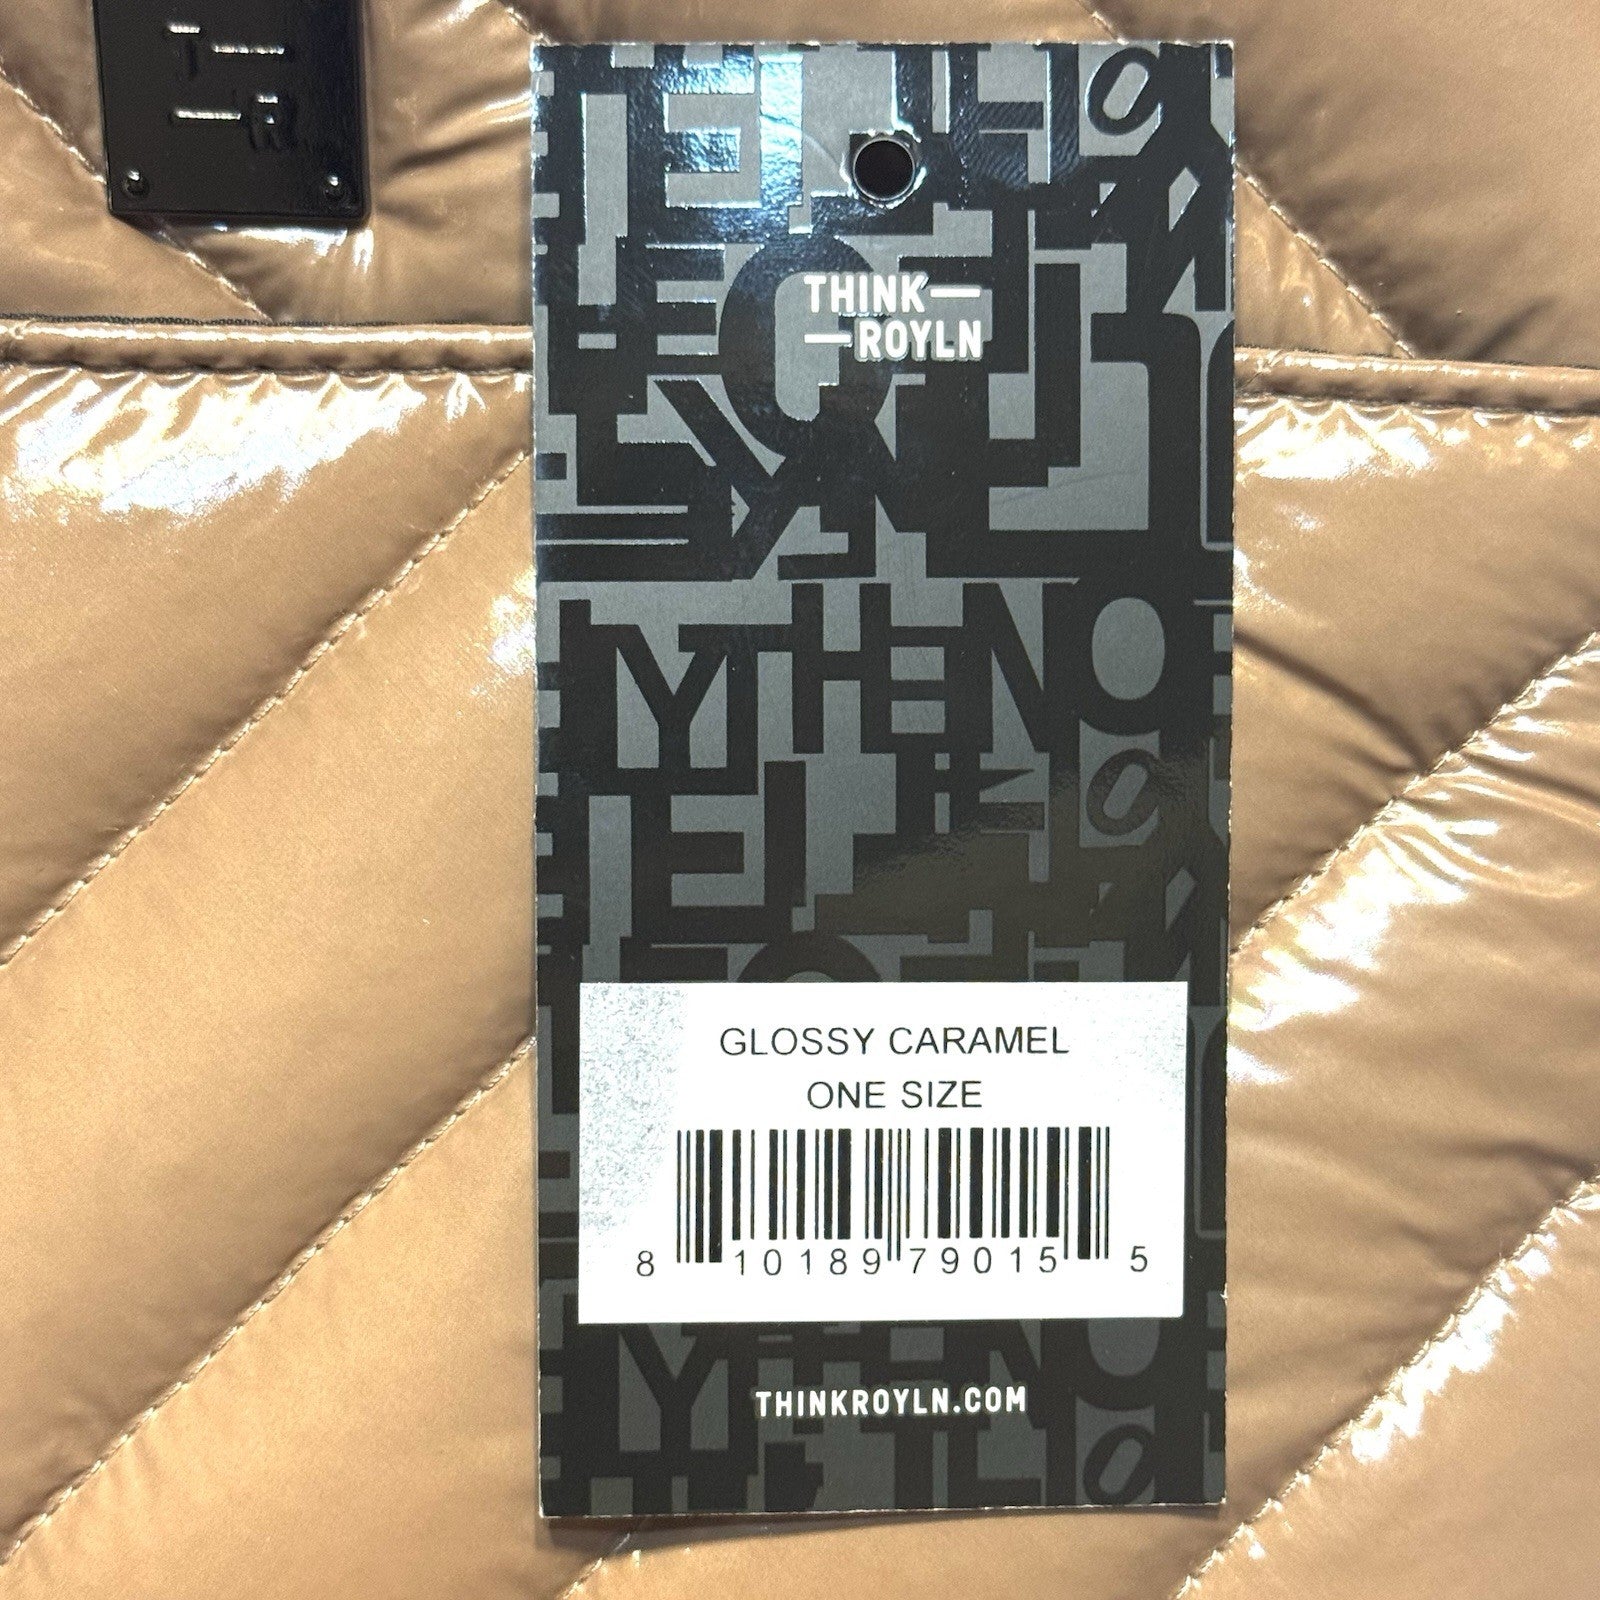 T—
—R
THINK—
—ROYLN
GLOSSY CARAMEL
ONE SIZE
8 10189 79015 5
THINKROYLN.COM